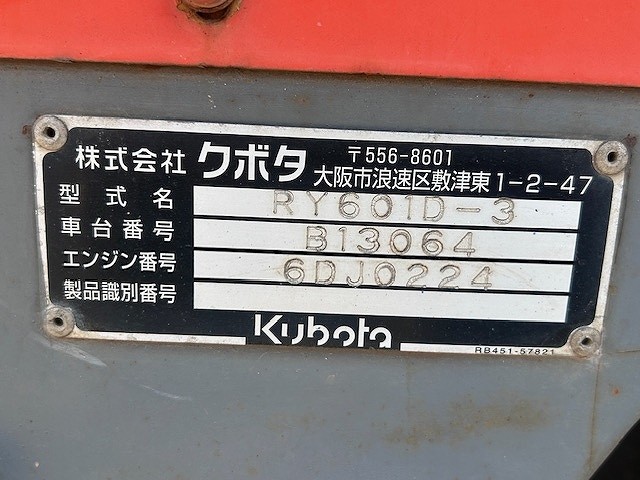 株式会社 クボタ 〒556-8601
大阪市浪速区敷津東1-2-47
型式名 RY601D-3
車台番号 B13064
エンジン番号 6DJ0224
製品識別番号
Kubota
RB451-57821